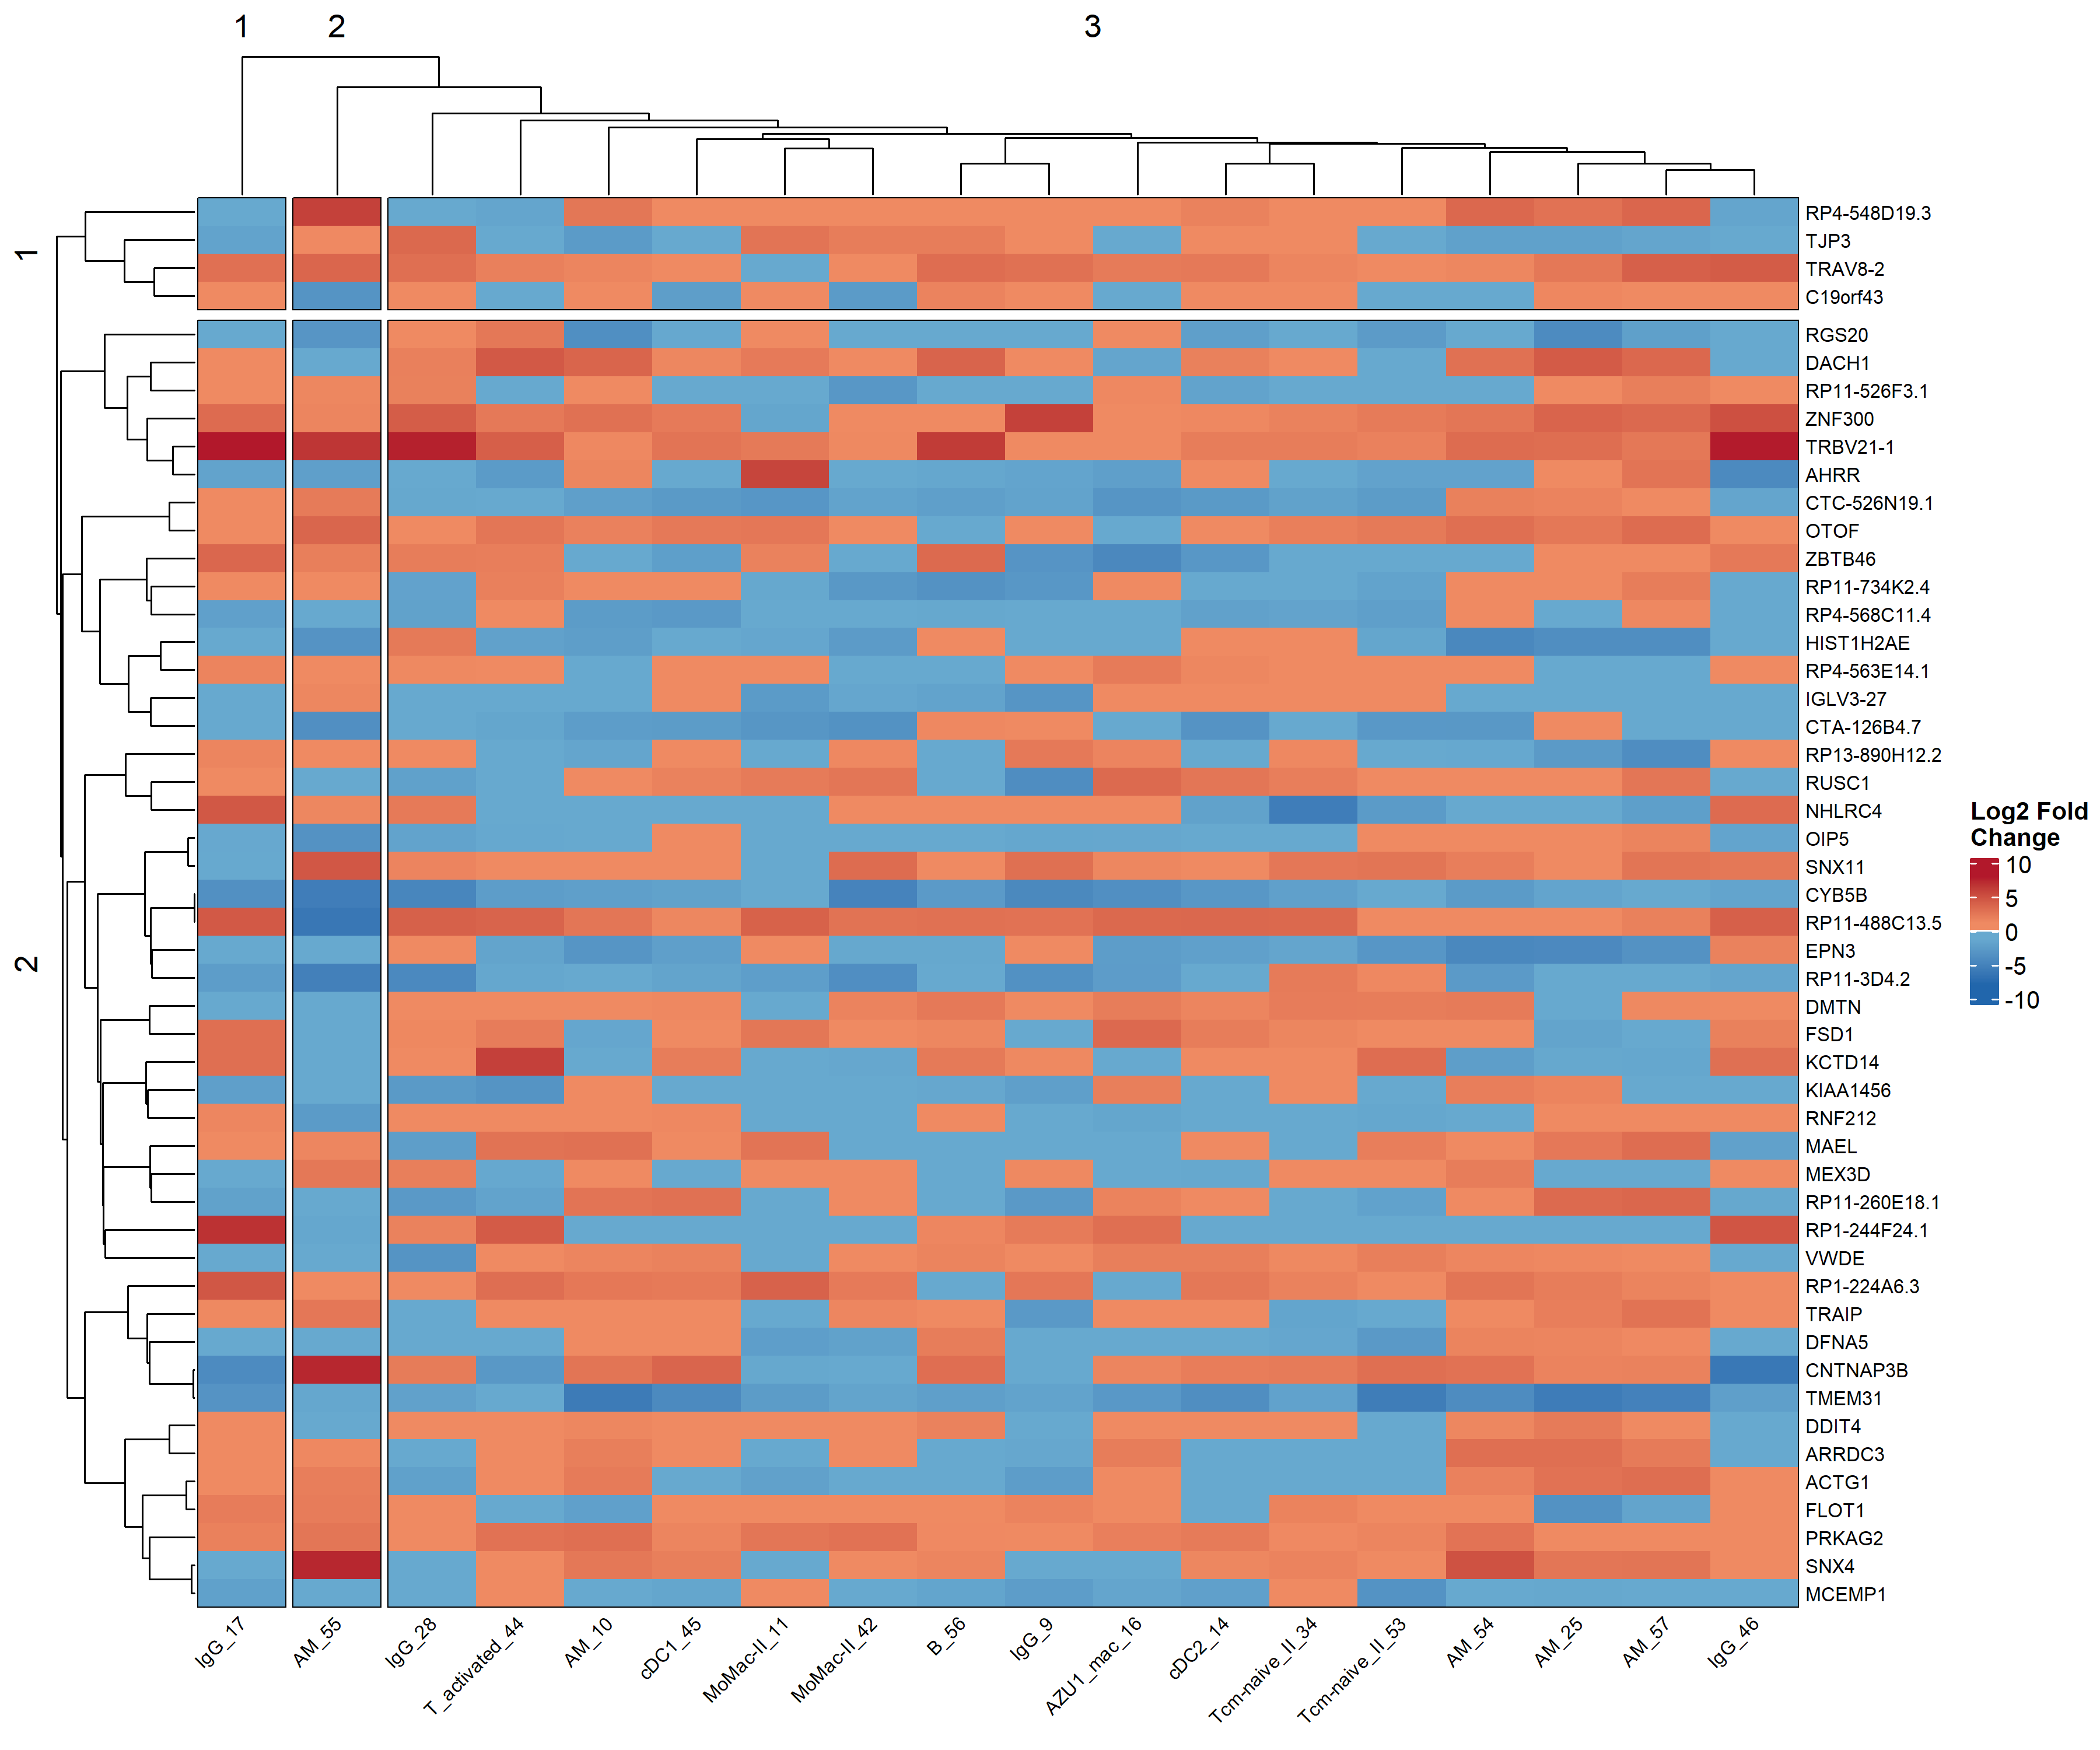 1 2 3
1
2
RP4-548D19.3
TJP3
TRAV8-2
C19orf43
RGS20
DACH1
RP11-526F3.1
ZNF300
TRBV21-1
AHRR
CTC-526N19.1
OTOF
ZBTB46
RP11-734K2.4
RP4-568C11.4
HIST1H2AE
RP4-563E14.1
IGLV3-27
CTA-126B4.7
RP13-890H12.2
RUSC1
NHLRC4
OIP5
SNX11
CYB5B
RP11-488C13.5
EPN3
RP11-3D4.2
DMTN
FSD1
KCTD14
KIAA1456
RNF212
MAEL
MEX3D
RP11-260E18.1
RP1-244F24.1
VWDE
RP1-224A6.3
TRAIP
DFNA5
CNTNAP3B
TMEM31
DDIT4
ARRDC3
ACTG1
FLOT1
PRKAG2
SNX4
MCEMP1
Log2 Fold
Change
10
5
0
-5
-10
IgG_17
AM_55
IgG_28
T_activated_44
AM_10
cDC1_45
MoMac-II_11
MoMac-II_42
B_56
IgG_9
AZU1_mac_16
cDC2_14
Tcm-naive_II_34
Tcm-naive_II_53
AM_54
AM_25
AM_57
IgG_46